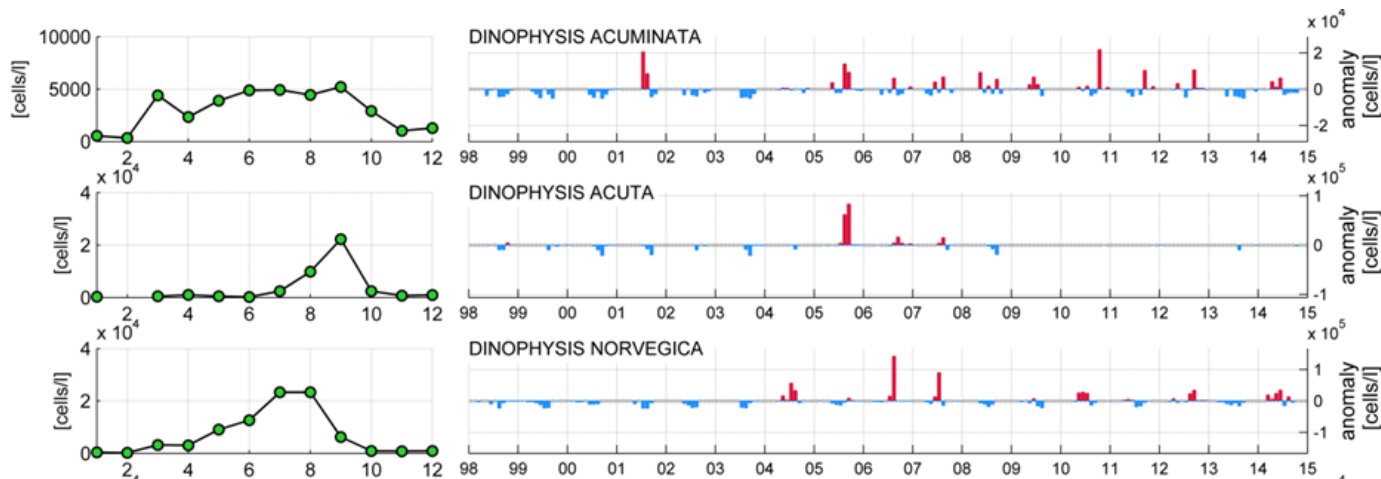 x 10⁴
10000
5000
0
[cells/l]
2 4 6 8 10 12
DINOPHYSIS ACUMINATA
2
0
-2
anomaly
[cells/l]
98 99 00 01 02 03 04 05 06 07 08 09 10 11 12 13 14 15
x 10⁴
4
2
0
[cells/l]
2 4 6 8 10 12
DINOPHYSIS ACUTA
x 10⁵
1
0
-1
anomaly
[cells/l]
98 99 00 01 02 03 04 05 06 07 08 09 10 11 12 13 14 15
x 10⁴
4
2
0
[cells/l]
2 4 6 8 10 12
DINOPHYSIS NORVEGICA
x 10⁵
1
0
-1
anomaly
[cells/l]
98 99 00 01 02 03 04 05 06 07 08 09 10 11 12 13 14 15